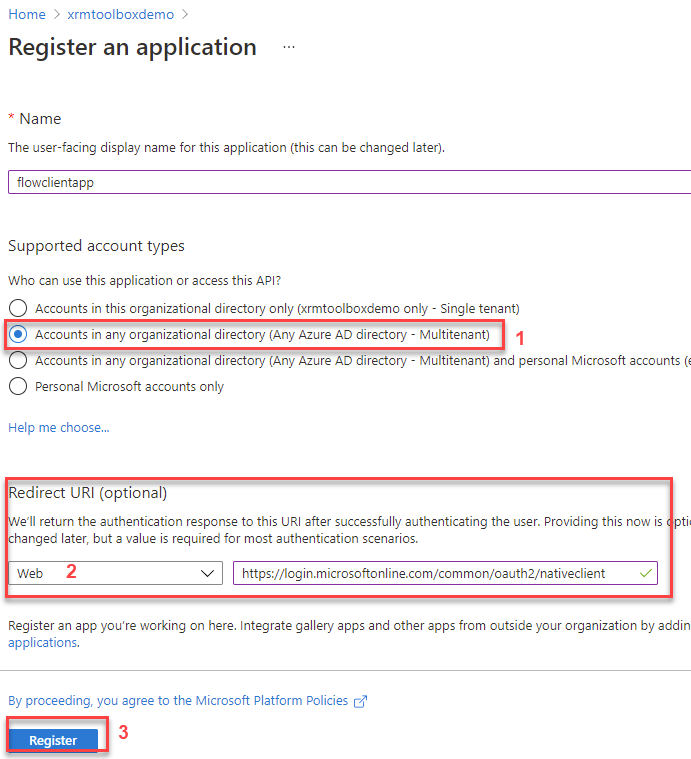 Home > xrmtoolboxdemo >
Register an application ...
* Name
The user-facing display name for this application (this can be changed later).
flowclientapp
Supported account types
Who can use this application or access this API?
Accounts in this organizational directory only (xrmtoolboxdemo only - Single tenant)
Accounts in any organizational directory (Any Azure AD directory - Multitenant) 1
Accounts in any organizational directory (Any Azure AD directory - Multitenant) and personal Microsoft accounts (e
Personal Microsoft accounts only
Help me choose...
Redirect URI (optional)
We'll return the authentication response to this URI after successfully authenticating the user. Providing this now is opti
changed later, but a value is required for most authentication scenarios.
Web 2 https://login.microsoftonline.com/common/oauth2/nativeclient
Register an app you're working on here. Integrate gallery apps and other apps from outside your organization by addin
applications.
By proceeding, you agree to the Microsoft Platform Policies
Register 3